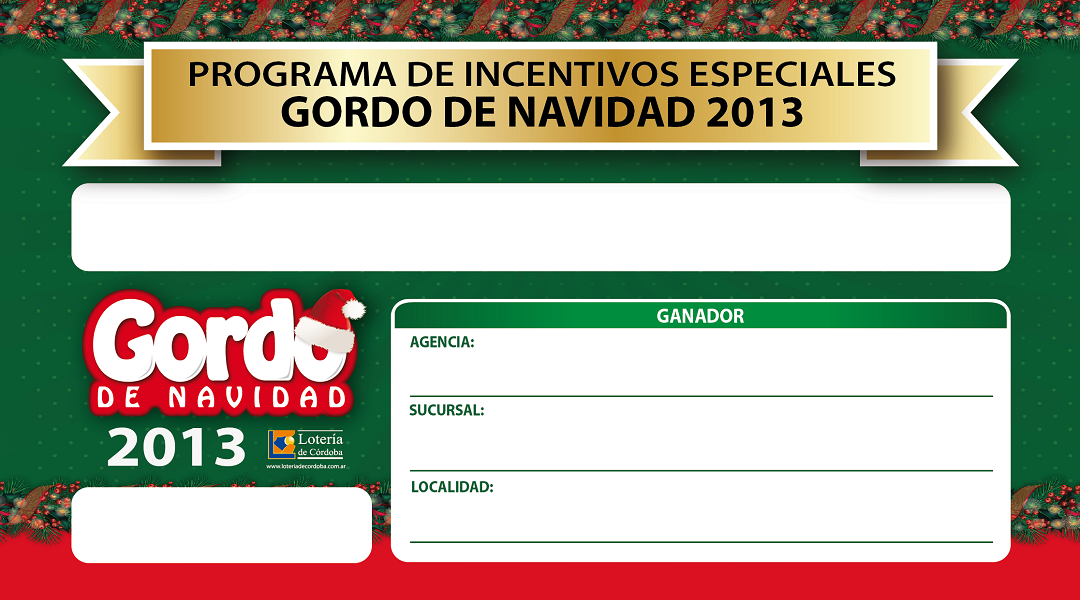 PROGRAMA DE INCENTIVOS ESPECIALES
GORDO DE NAVIDAD 2013
Gordo
DE NAVIDAD
2013
Lotería
de Córdoba
www.loteriadecordoba.com.ar
GANADOR
AGENCIA:
SUCURSAL:
LOCALIDAD: